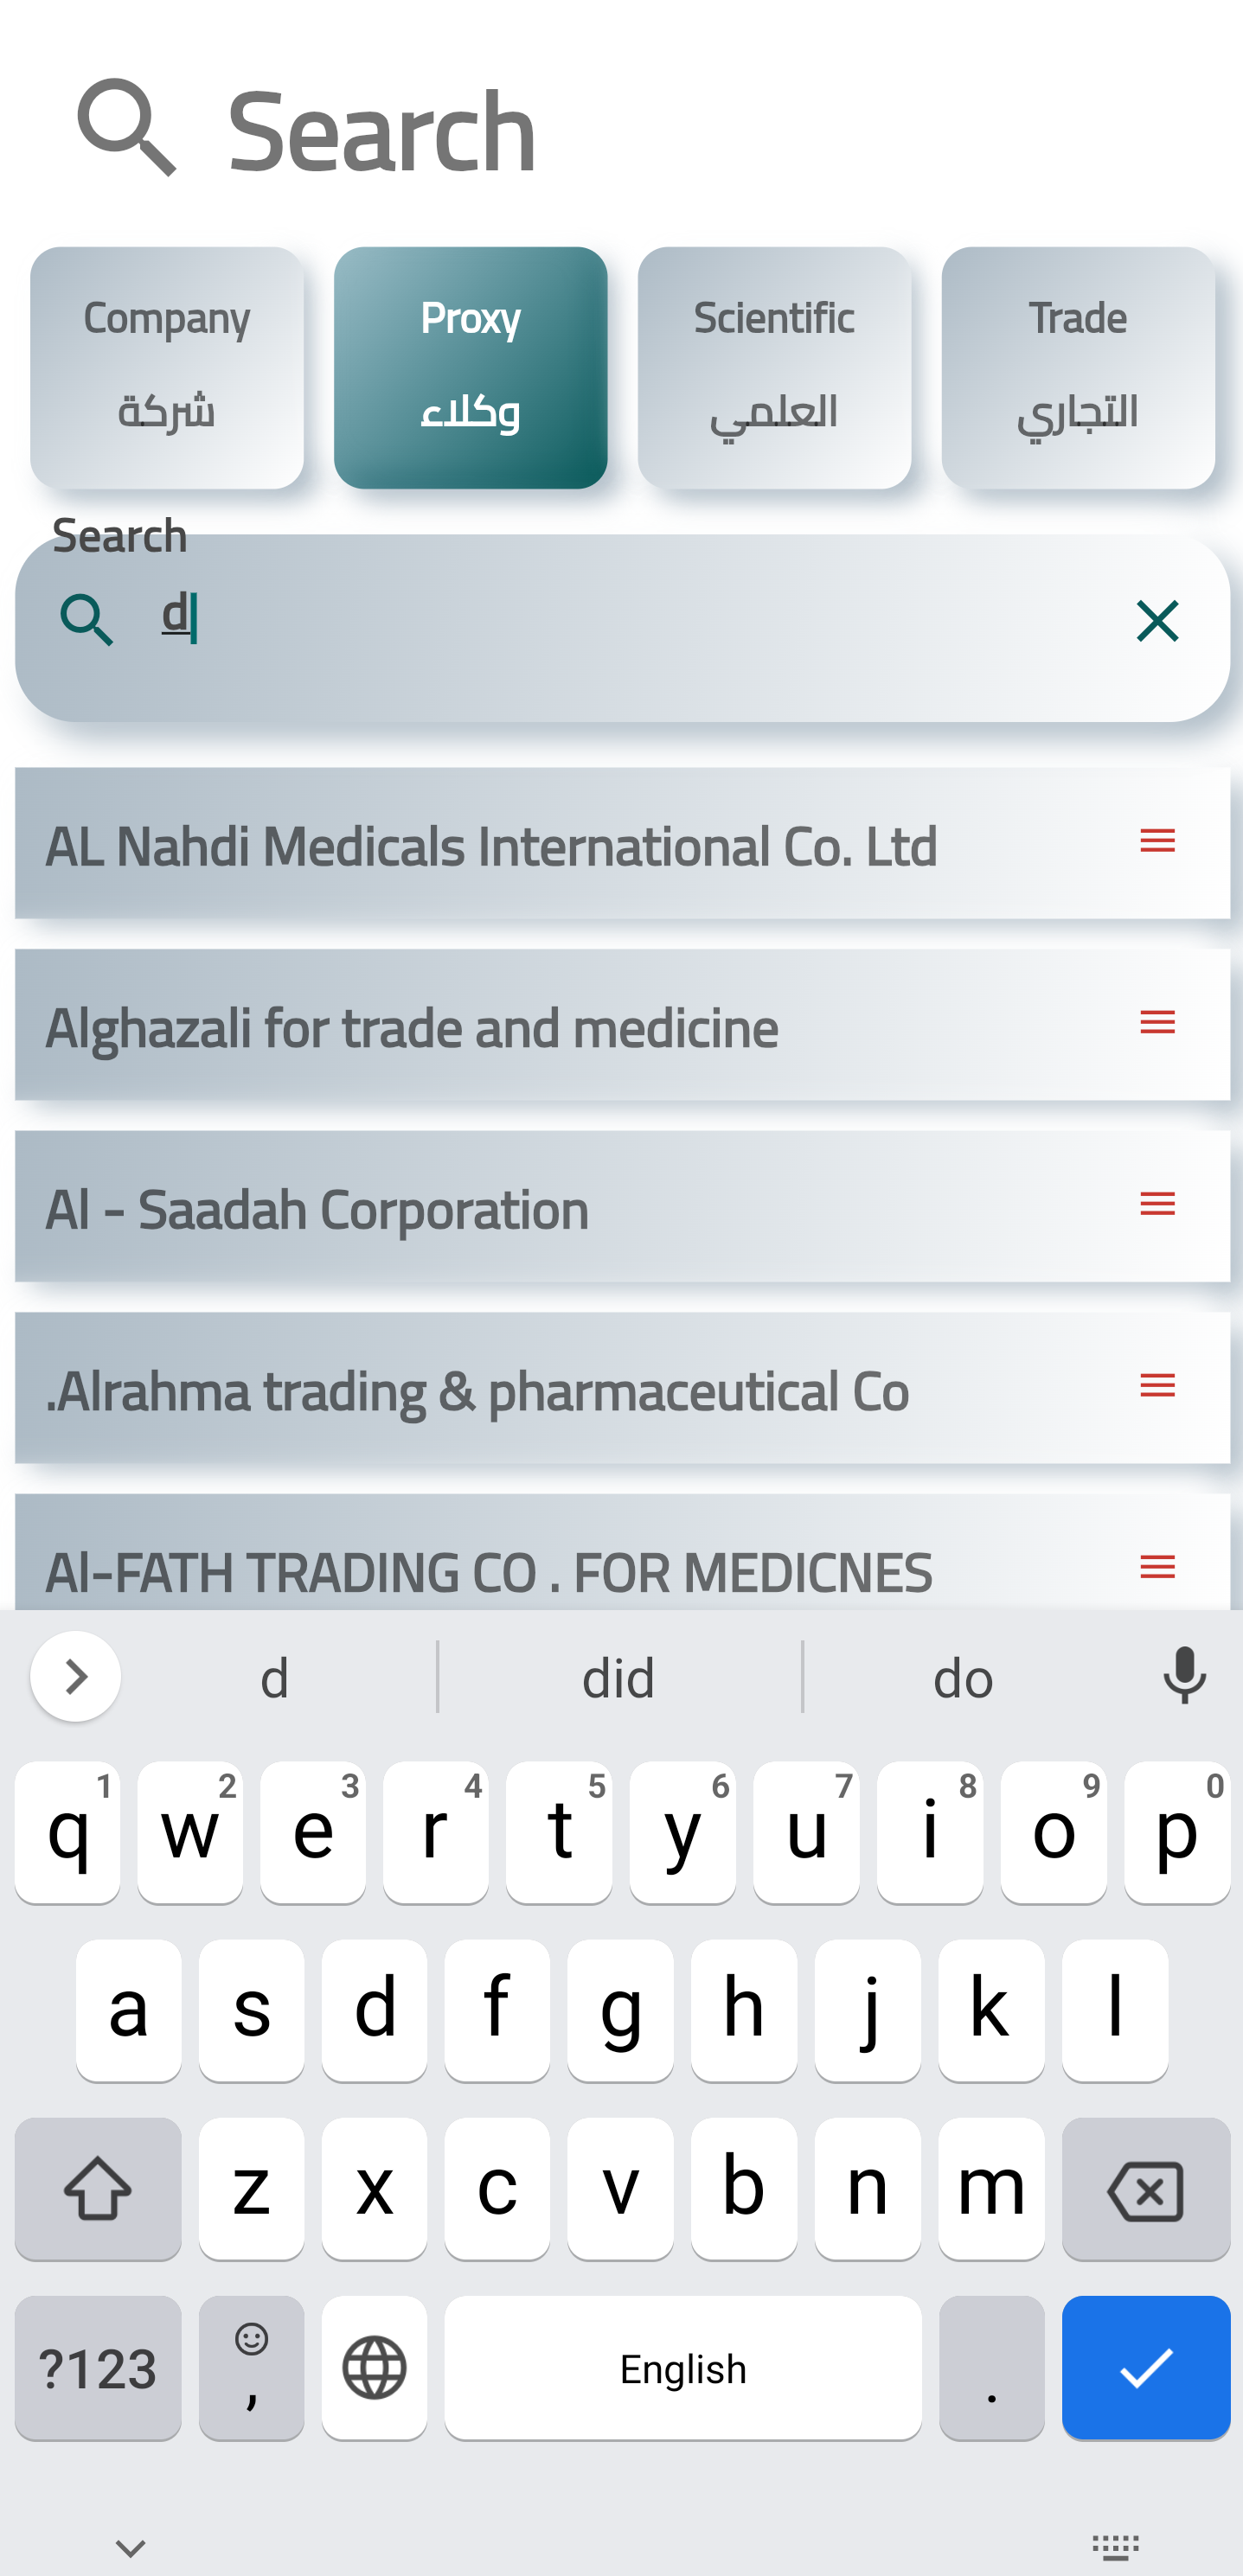 Search
Company Proxy Scientific Trade
شركة وكلاء العلمي التجاري
Search
d
AL Nahdi Medicals International Co. Ltd
Alghazali for trade and medicine
Al - Saadah Corporation
.Alrahma trading & pharmaceutical Co
Al-FATH TRADING CO . FOR MEDICNES
d did do
1 2 3 4 5 6 7 8 9 0
q w e r t y u i o p
a s d f g h j k l
z x c v b n m
?123 , English .